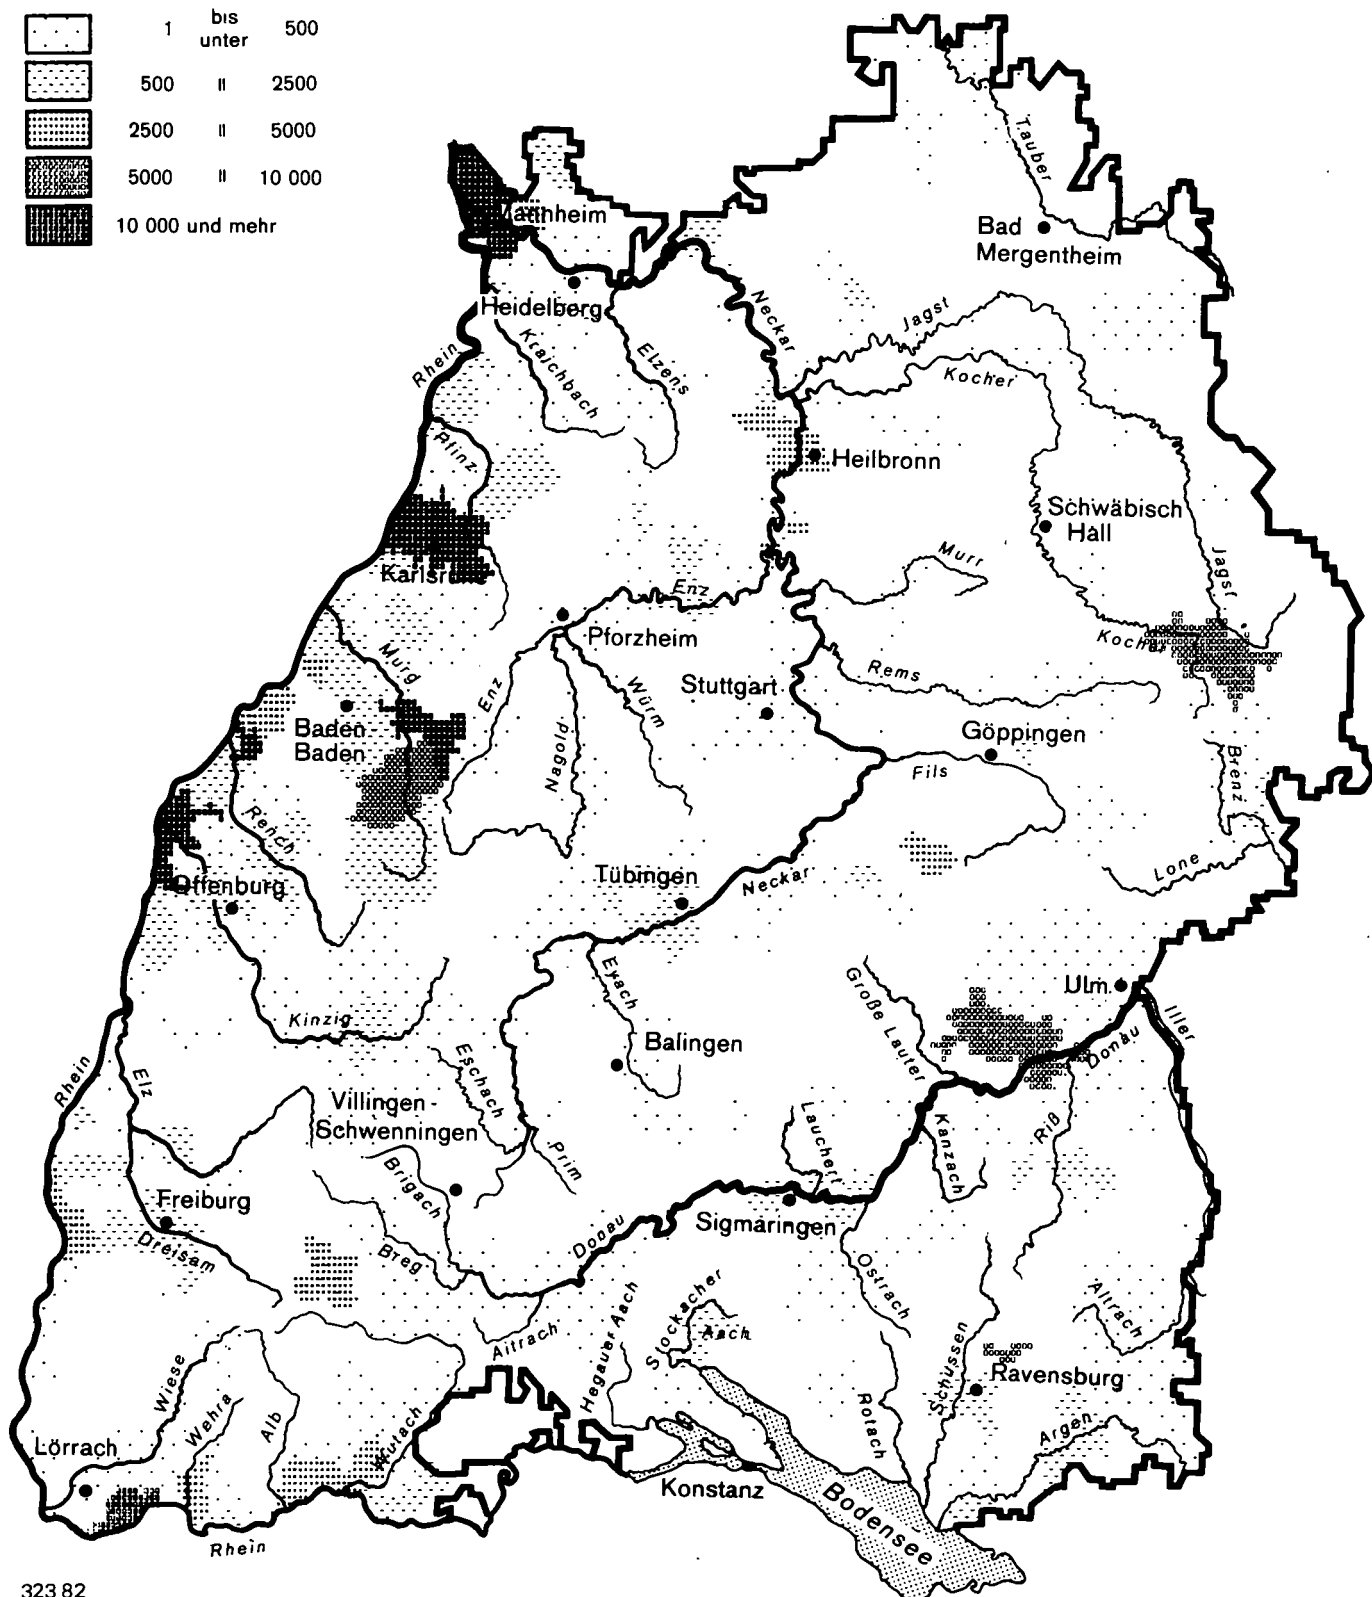 1 bis unter 500
500 " 2500
2500 " 5000
5000 " 10 000
10 000 und mehr
Tauber
Mannheim
Bad
Mergentheim
Heidelberg
Neckar
Jagst
Rhein
Kraichbach
Elzens
Kocher
Pfinz
Heilbronn
Schwäbisch
Hall
Karlsruhe
Murr
Jagst
Enz
Pforzheim
Kocher
Murg
Rems
Enz
Würm
Stuttgart
Baden-
Baden
Nagold
Göppingen
Fils
Brenz
Rench
Lone
Offenburg
Tübingen
Neckar
Eyach
Große Lauter
Ulm
Iller
Kinzig
Donau
Balingen
Eschach
Rhein
Elz
Villingen-
Schwenningen
Lauchert
Kanzach
Riß
Prim
Brigach
Freiburg
Sigmaringen
Dreisam
Breg
Donau
Ostrach
Stockacher
Aach
Hegauer Aach
Aitrach
Aitrach
Schussen
Ravensburg
Wiese
Wehra
Alb
Wutach
Rotach
Argen
Lörrach
Konstanz
Bodensee
Rhein
323 82